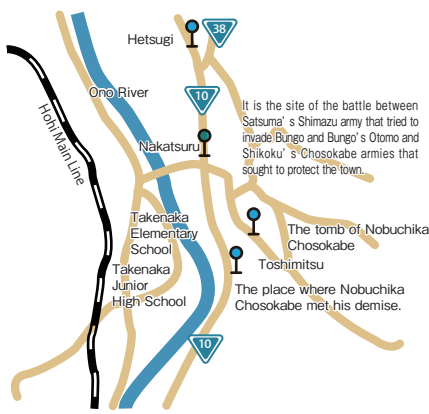 Hetsugi
38
Ono River
10
Hohi Main Line
Nakatsuru
It is the site of the battle between
Satsuma's Shimazu army that tried to
invade Bungo and Bungo's Otomo and
Shikoku's Chosokabe armies that
sought to protect the town.
Takenaka
Elementary
School
The tomb of Nobuchika
Chosokabe
Toshimitsu
Takenaka
Junior
High School
The place where Nobuchika
Chosokabe met his demise.
10